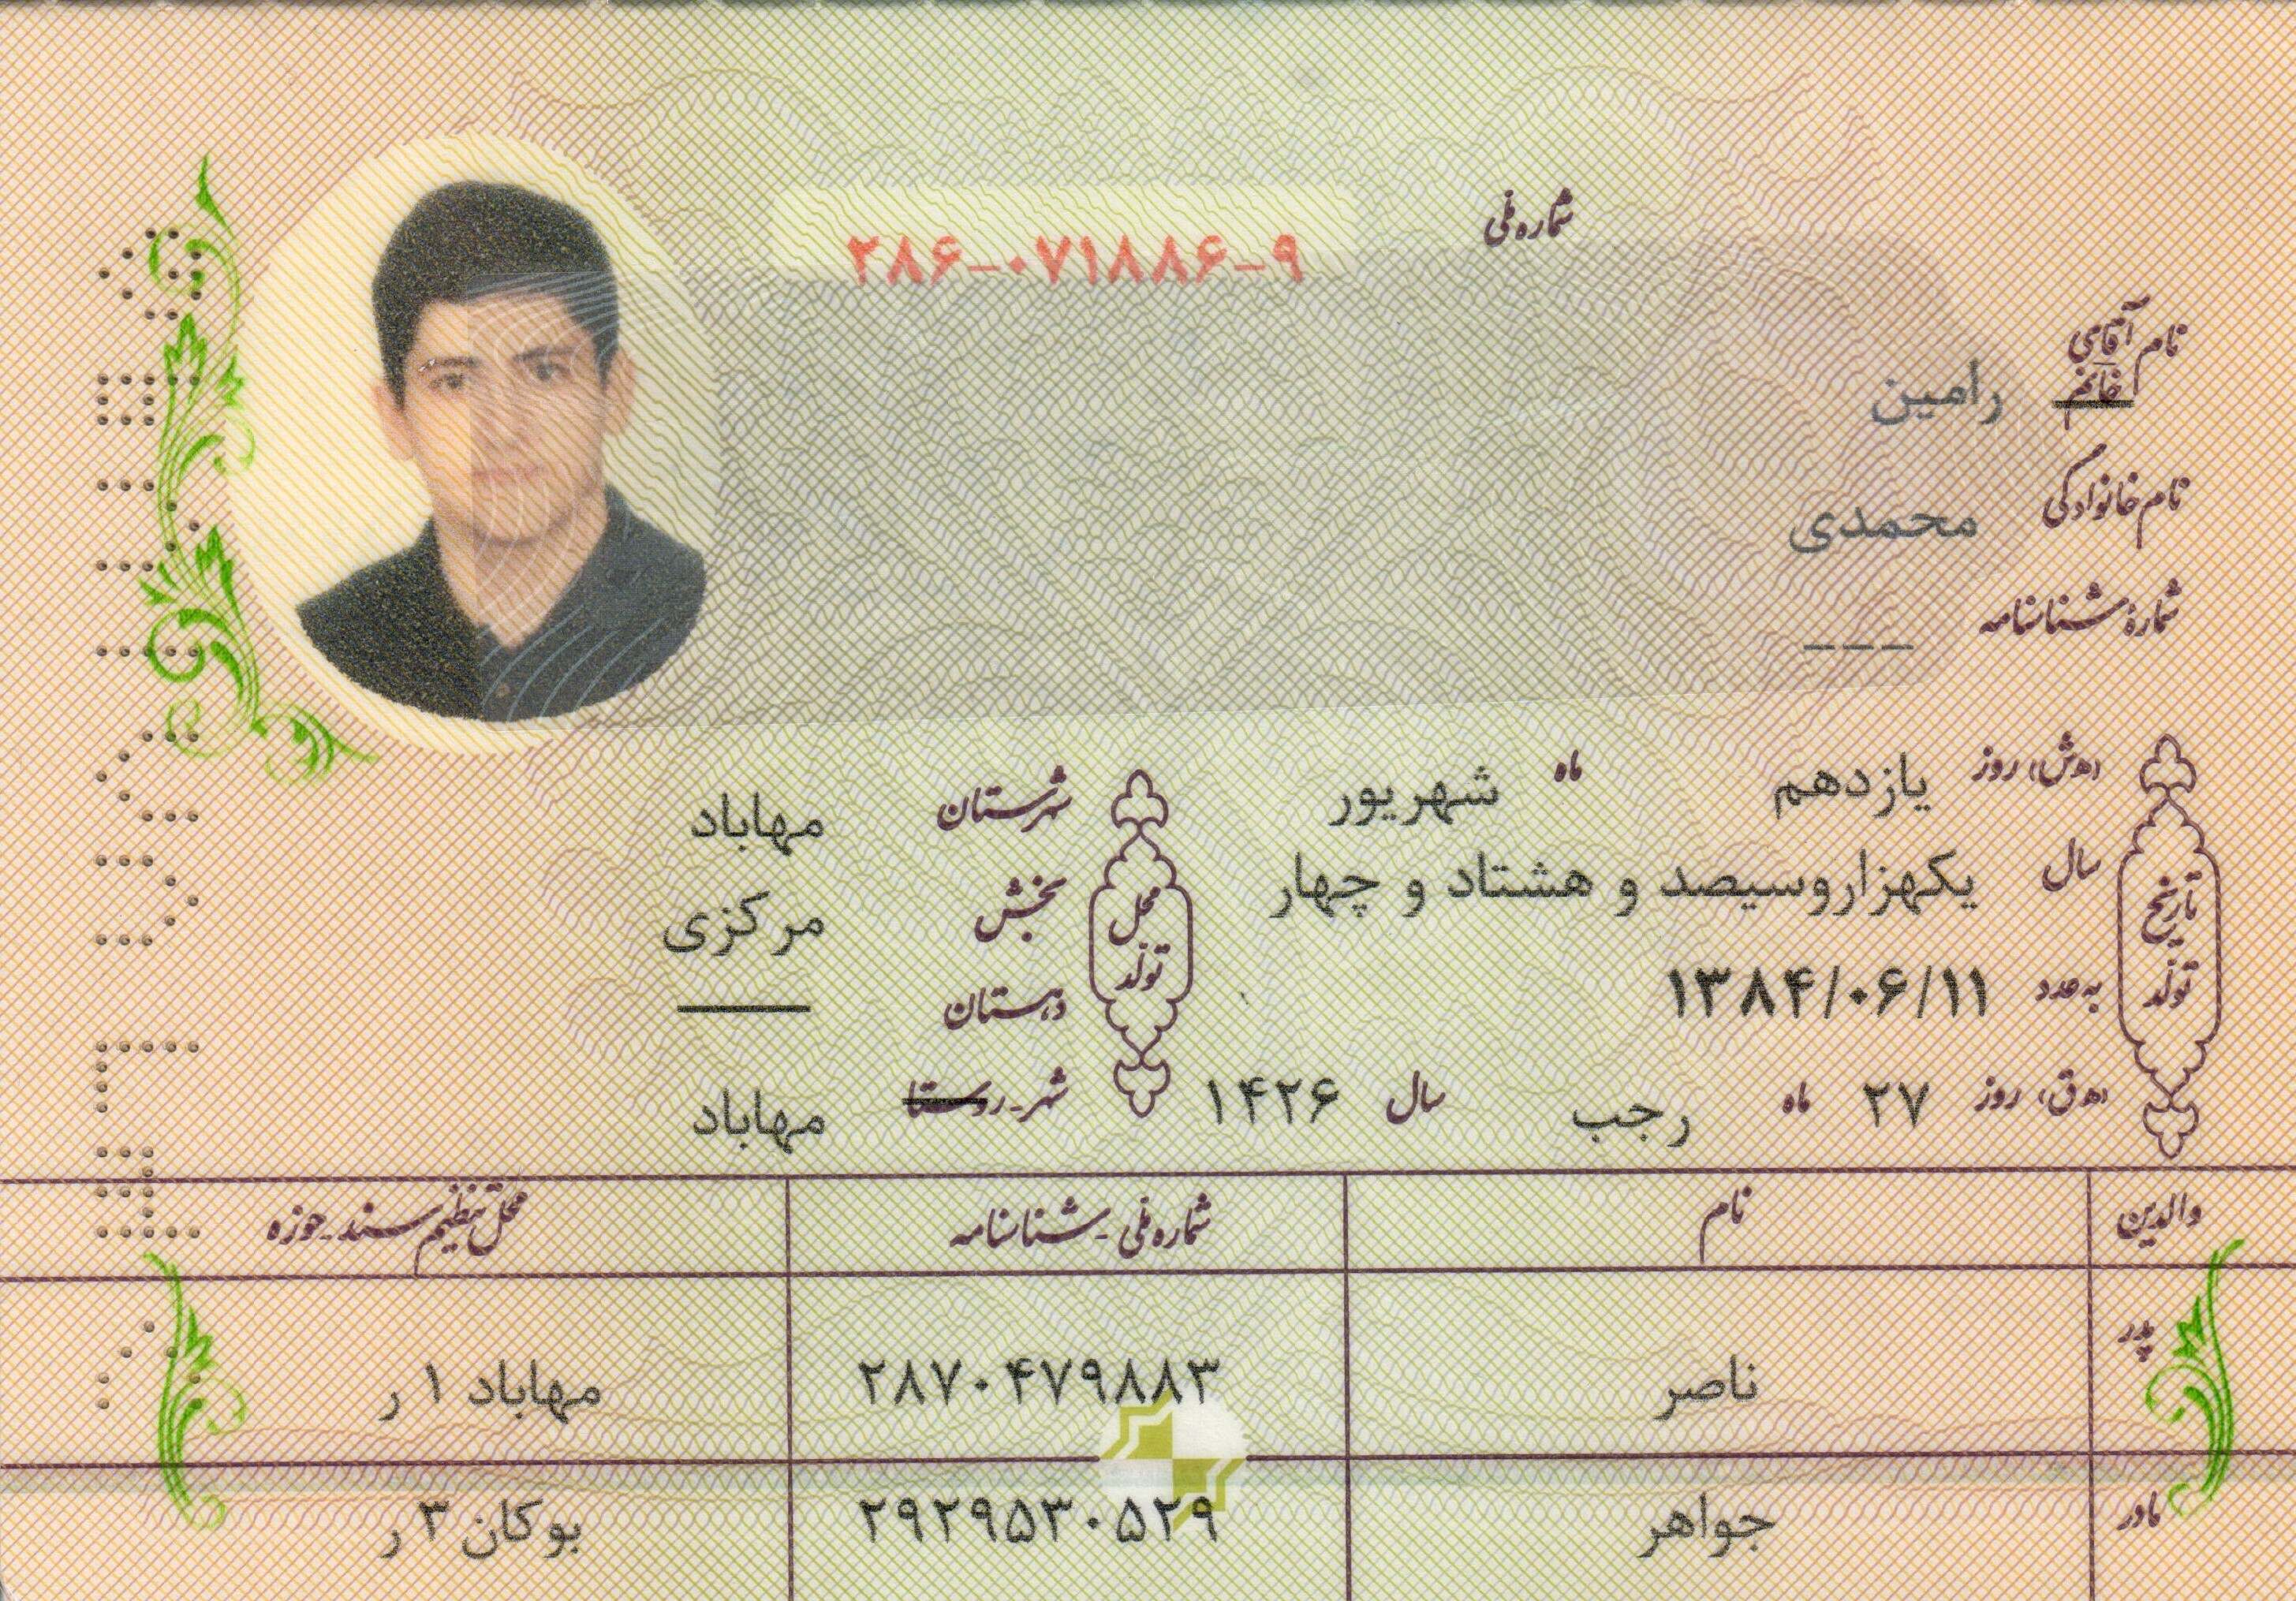 شماره ملی ۲۸۶-۰۷۱۸۸۶-۹
نام آقای خانم رامین
نام خانوادگی محمدی
شمارهٔ شناسنامه ----
تاریخ تولد
(هـ ش) روز یازدهم ماه شهریور
سال یکهزاروسیصد و هشتاد و چهار
به عدد ۱۳۸۴/۰۶/۱۱
(هـ ق) روز ۲۷ ماه رجب سال ۱۴۲۶
محل تولد
شهرستان مهاباد
بخش مرکزی
دهستان ——
شهر-روستا مهاباد
والدین نام شماره ملی - شناسنامه محل تنظیم سند - حوزه
پدر ناصر ۲۸۷۰۴۷۹۸۸۳ مهاباد ۱ ر
مادر جواهر ۲۹۲۹۵۳۰۵۲۹ بوکان ۳ ر